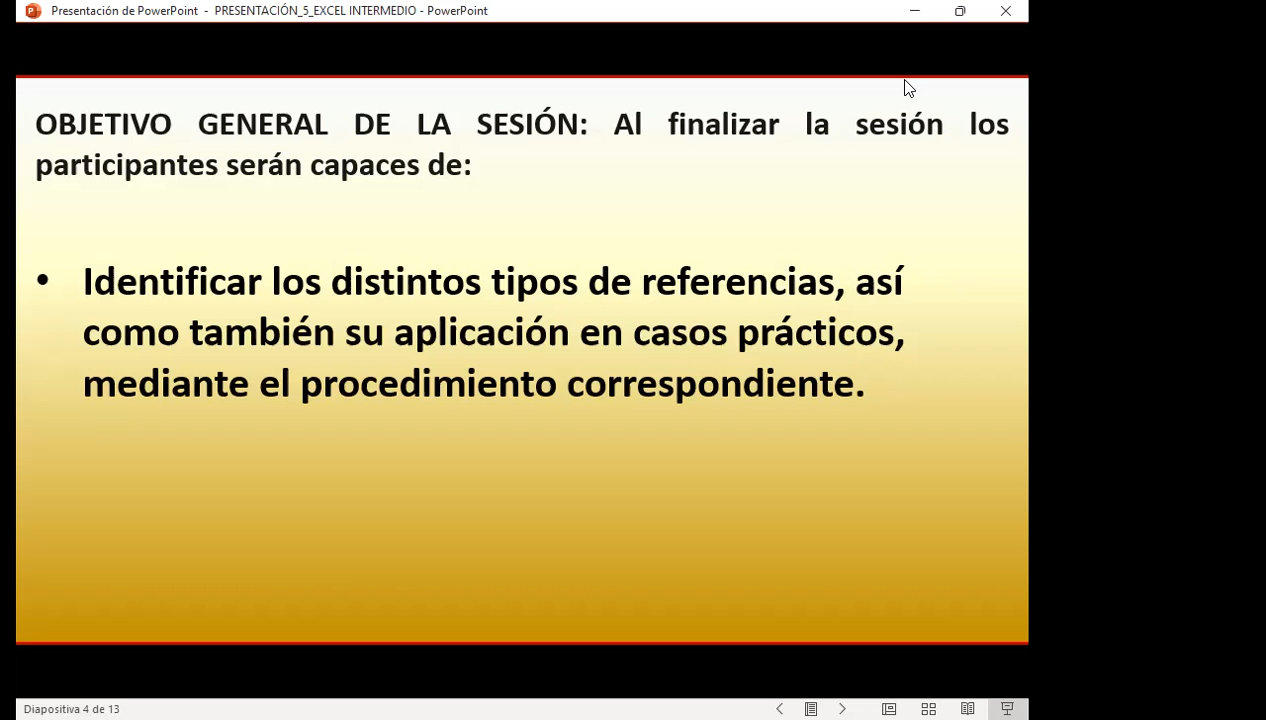 Presentación de PowerPoint - PRESENTACIÓN_5_EXCEL INTERMEDIO - PowerPoint
OBJETIVO GENERAL DE LA SESIÓN: Al finalizar la sesión los
participantes serán capaces de:
• Identificar los distintos tipos de referencias, así
como también su aplicación en casos prácticos,
mediante el procedimiento correspondiente.
Diapositiva 4 de 13